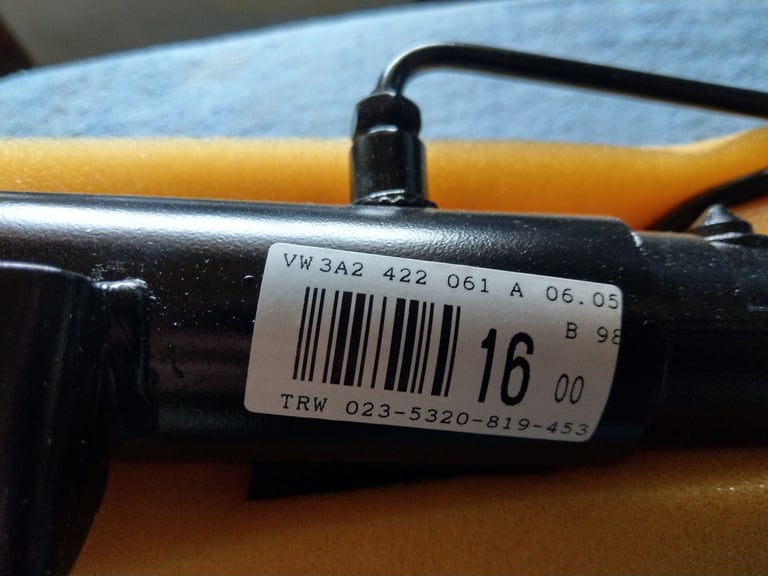 VW 3A2 422 061 A 06.05
B 98
16 00
TRW 023-5320-819-453